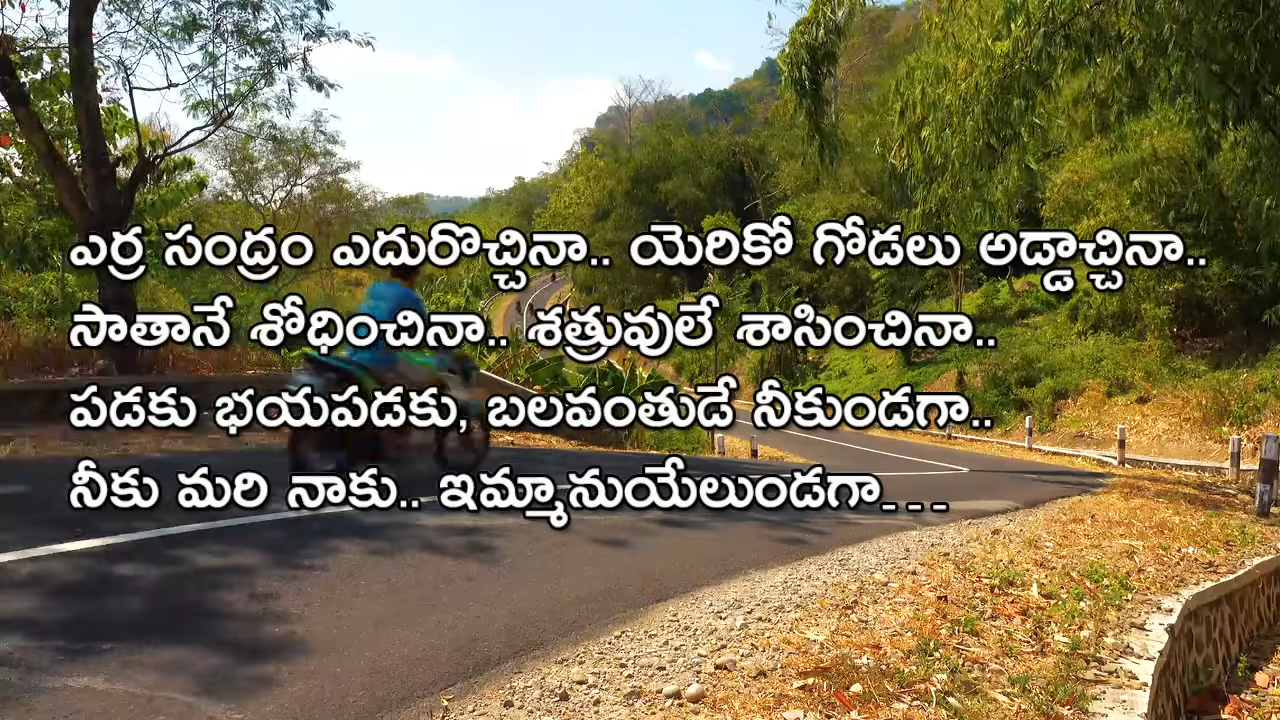 ఎర్ర సంద్రం ఎదురొచ్చినా.. యెరికో గోడలు అడ్డాచ్చినా..
సాతానే శోధించినా.. శత్రువులే శాసించినా..
పడకు భయపడకు, బలవంతుడే నీకుండగా..
నీకు మరి నాకు.. ఇమ్మానుయేలుండగా_ _ _